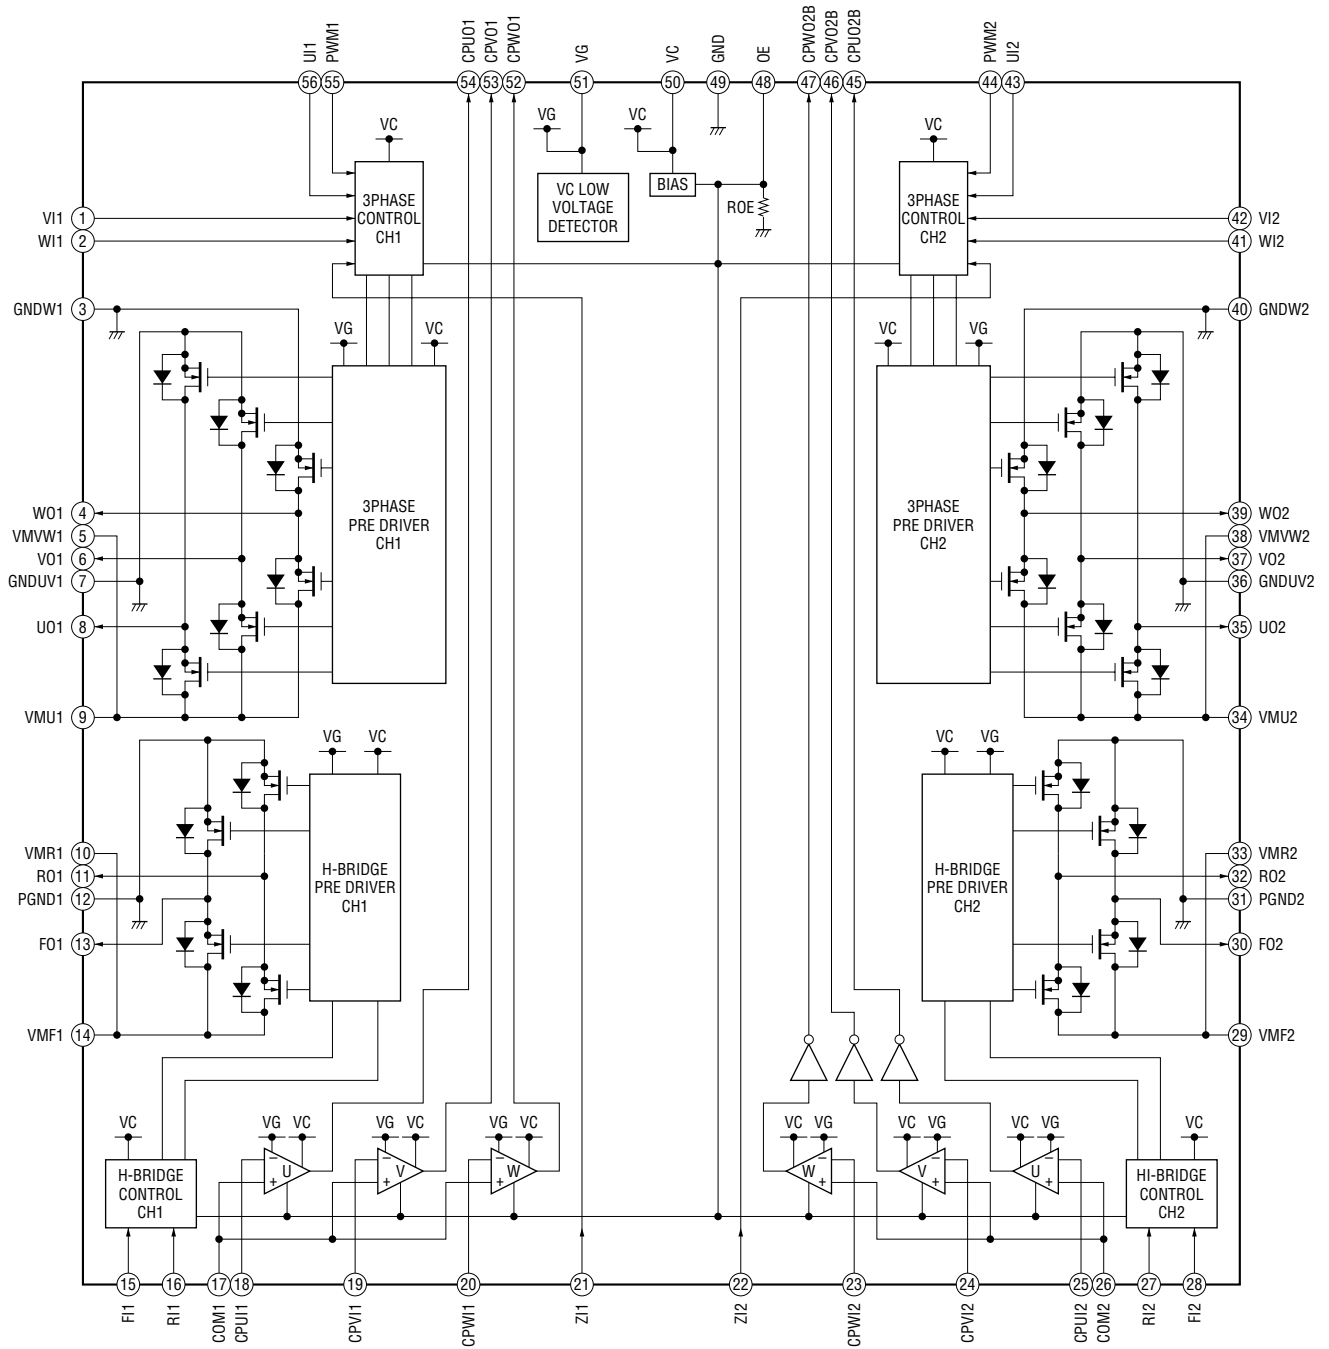 UI1 PWM1 CPUO1 CPVO1 CPWO1 VG VC GND OE CPWO2B CPVO2B CPUO2B PWM2 UI2
56 55 54 53 52 51 50 49 48 47 46 45 44 43
VC VG VC VC
3PHASE
CONTROL
CH1
VC LOW
VOLTAGE
DETECTOR
BIAS
ROE
3PHASE
CONTROL
CH2
VI1 1
WI1 2
42 VI2
41 WI2
GNDW1 3
40 GNDW2
VG VC
VC VG
3PHASE
PRE DRIVER
CH1
3PHASE
PRE DRIVER
CH2
WO1 4
VMVW1 5
VO1 6
GNDUV1 7
UO1 8
VMU1 9
39 WO2
38 VMVW2
37 VO2
36 GNDUV2
35 UO2
34 VMU2
VG VC
VC VG
H-BRIDGE
PRE DRIVER
CH1
H-BRIDGE
PRE DRIVER
CH2
VMR1 10
RO1 11
PGND1 12
FO1 13
VMF1 14
33 VMR2
32 RO2
31 PGND2
30 FO2
29 VMF2
VC VG VC VG VC VG VC VC VG VC VG VC VG VC
H-BRIDGE
CONTROL
CH1
− U +
− V +
− W +
W − +
V − +
U − +
HI-BRIDGE
CONTROL
CH2
15 16 17 18 19 20 21 22 23 24 25 26 27 28
FI1 RI1 COM1 CPUI1 CPVI1 CPWI1 ZI1 ZI2 CPWI2 CPVI2 CPUI2 COM2 RI2 FI2